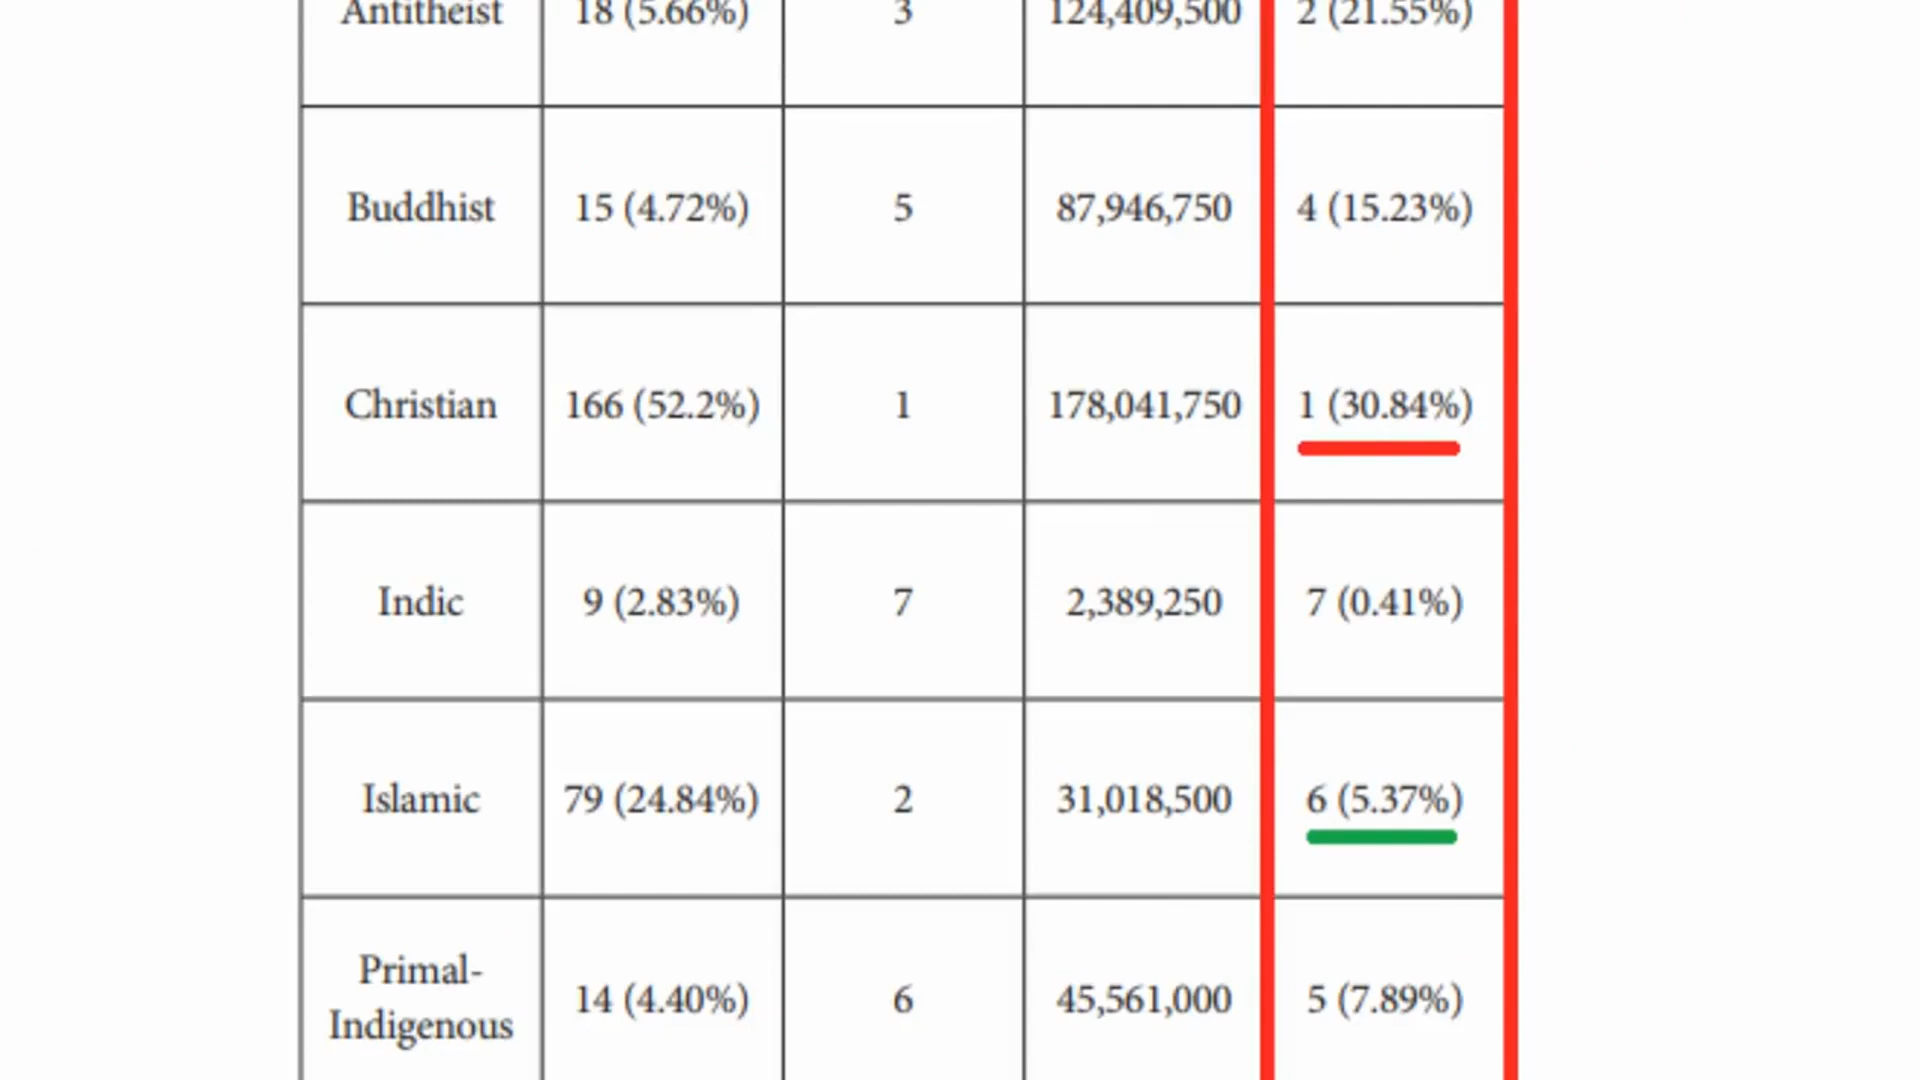 Antitheist 18 (5.66%) 3 124,409,500 2 (21.55%)
Buddhist 15 (4.72%) 5 87,946,750 4 (15.23%)
Christian 166 (52.2%) 1 178,041,750 1 (30.84%)
Indic 9 (2.83%) 7 2,389,250 7 (0.41%)
Islamic 79 (24.84%) 2 31,018,500 6 (5.37%)
Primal-
Indigenous 14 (4.40%) 6 45,561,000 5 (7.89%)